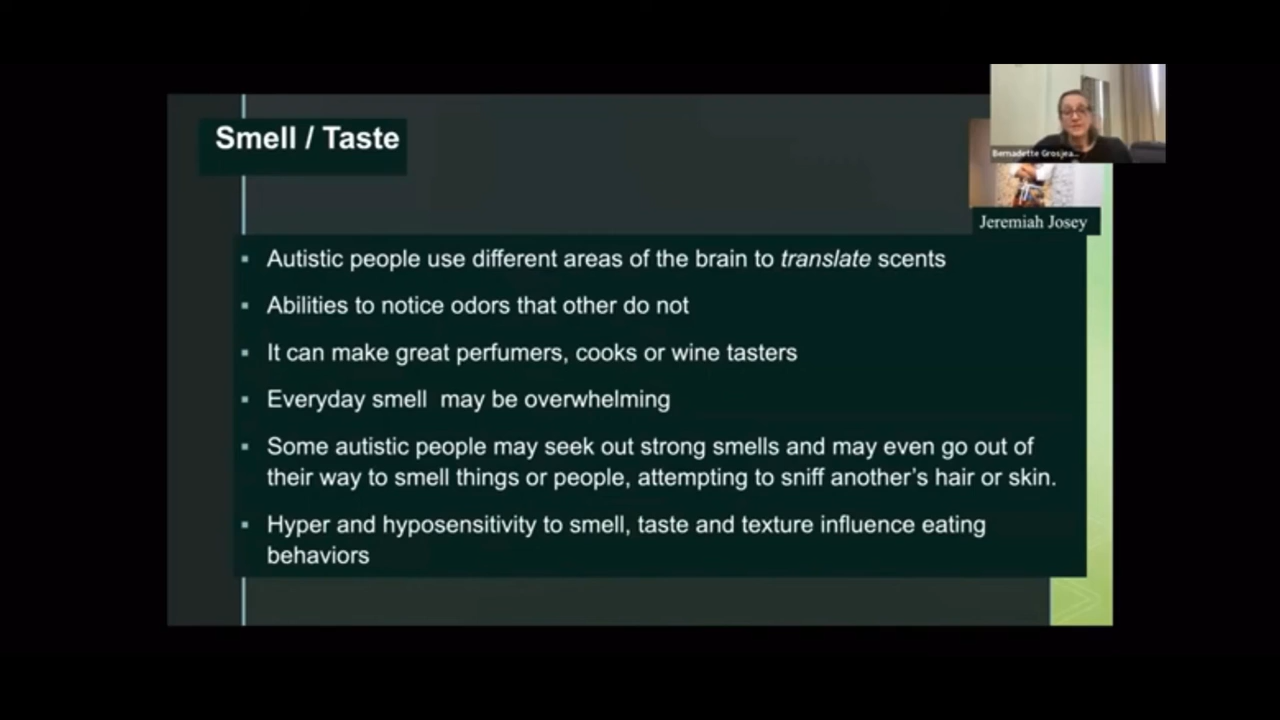 Smell / Taste
Bernadette Grosjea...
Jeremiah Josey
▪ Autistic people use different areas of the brain to translate scents
▪ Abilities to notice odors that other do not
▪ It can make great perfumers, cooks or wine tasters
▪ Everyday smell  may be overwhelming
▪ Some autistic people may seek out strong smells and may even go out of
their way to smell things or people, attempting to sniff another’s hair or skin.
▪ Hyper and hyposensitivity to smell, taste and texture influence eating
behaviors